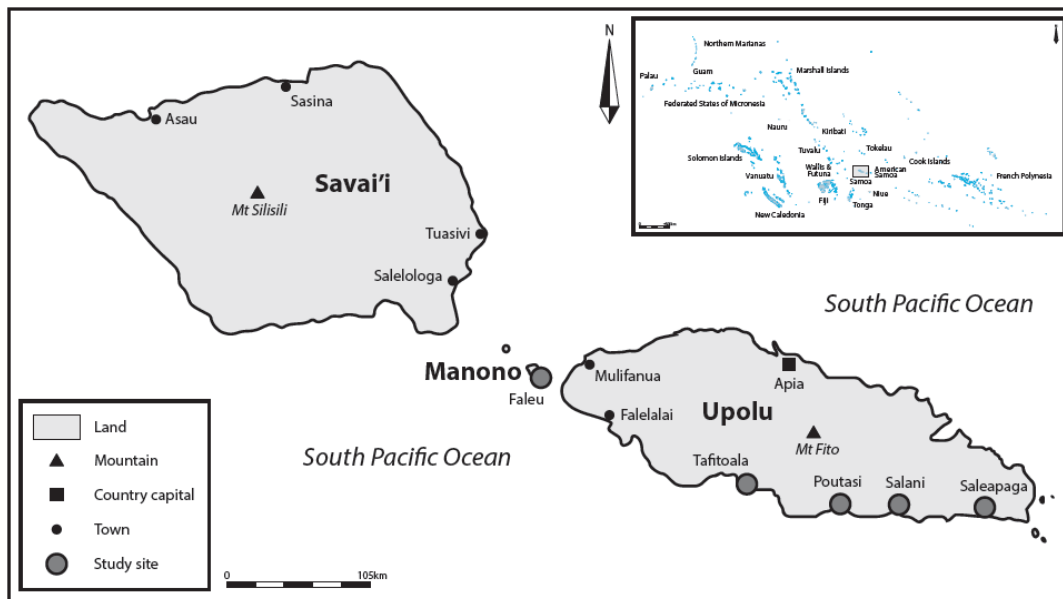 N
Northern Marianas
Guam
Palau
Marshall Islands
Federated States of Micronesia
Nauru
Kiribati
Tuvalu
Tokelau
Solomon Islands
Wallis &
Futuna
American
Samoa
Cook Islands
Samoa
French Polynesia
Vanuatu
Niue
Fiji
Tonga
New Caledonia
Sasina
Asau
Savai'i
Mt Silisili
Tuasivi
Salelologa
South Pacific Ocean
Manono
Faleu
Mulifanua
Apia
Falelalai
Upolu
Mt Fito
South Pacific Ocean
Tafitoala
Poutasi
Salani
Saleapaga
Land
Mountain
Country capital
Town
Study site
0
105km